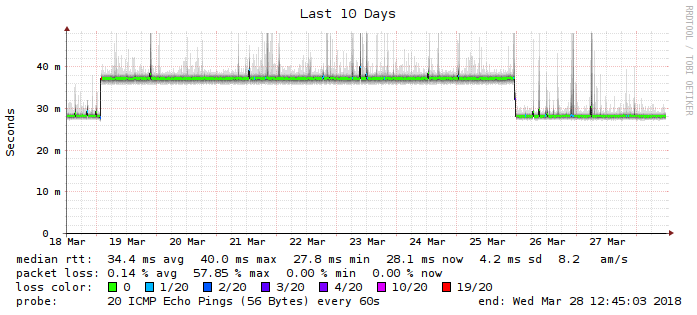 Last 10 Days
RRDTOOL / TOBI OETIKER
Seconds
40 m
30 m
20 m
10 m
0
18 Mar 19 Mar 20 Mar 21 Mar 22 Mar 23 Mar 24 Mar 25 Mar 26 Mar 27 Mar
median rtt: 34.4 ms avg 40.0 ms max 27.8 ms min 28.1 ms now 4.2 ms sd 8.2 am/s
packet loss: 0.14 % avg 57.85 % max 0.00 % min 0.00 % now
loss color: 0 1/20 2/20 3/20 4/20 10/20 19/20
probe: 20 ICMP Echo Pings (56 Bytes) every 60s end: Wed Mar 28 12:45:03 2018